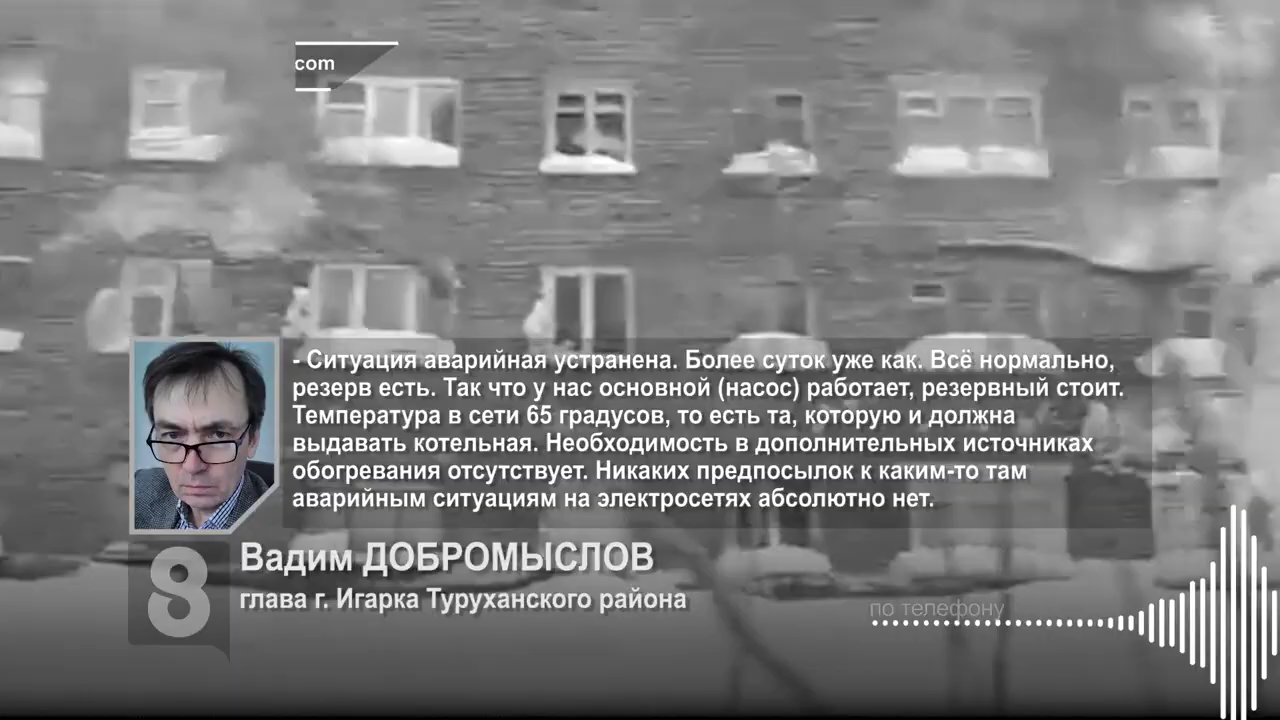 com
- Ситуация аварийная устранена. Более суток уже как. Всё нормально,
резерв есть. Так что у нас основной (насос) работает, резервный стоит.
Температура в сети 65 градусов, то есть та, которую и должна
выдавать котельная. Необходимость в дополнительных источниках
обогревания отсутствует. Никаких предпосылок к каким-то там
аварийным ситуациям на электросетях абсолютно нет.
8
Вадим ДОБРОМЫСЛОВ
глава г. Игарка Туруханского района
по телефону